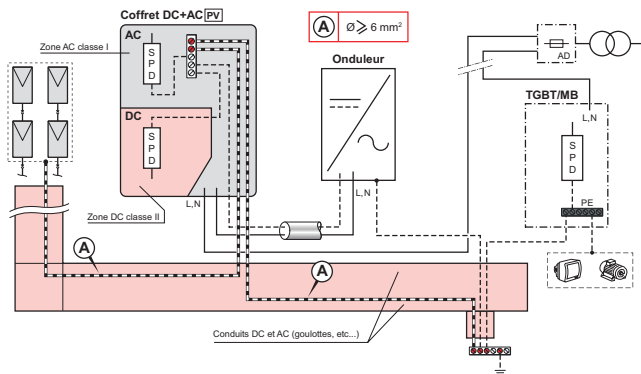 Coffret DC+AC PV
A Ø⩾ 6 mm²
Zone AC classe I
AC
SPD
Onduleur
AD
TGBT/MB
L,N
DC
SPD
SPD
L,N
L,N
PE
Zone DC classe II
A
A
Conduits DC et AC (goulottes, etc...)